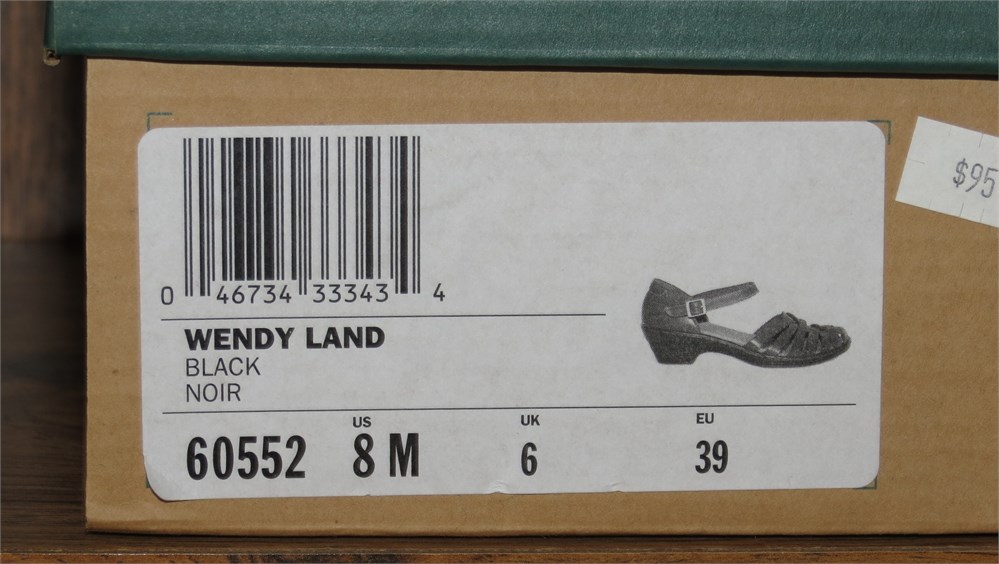 $95
0 46734 33343 4
WENDY LAND
BLACK
NOIR
60552 US 8 M UK 6 EU 39